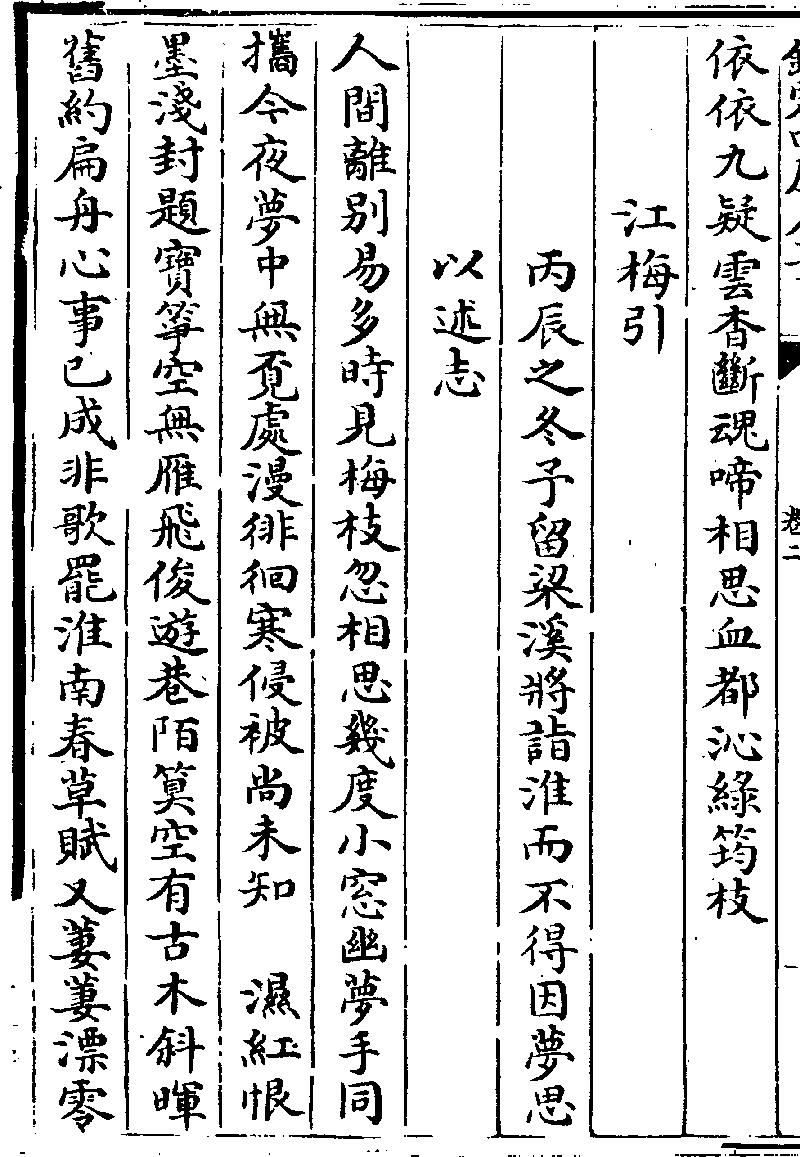 依依九疑雲杳斷魂啼相思血都沁綠筠枝
江梅引
丙辰之冬予留梁溪將詣淮而不得因夢思
以述志
人間離別易多時見梅枝忽相思幾度小窓幽夢手同
攜今夜夢中無覓處漫徘徊寒侵被尚未知　濕紅恨
墨淺封題寶筝空無雁飛俊遊巷陌算空有古木斜暉
舊約扁舟心事已成非歌罷淮南春草賦又萋萋漂零
卷二